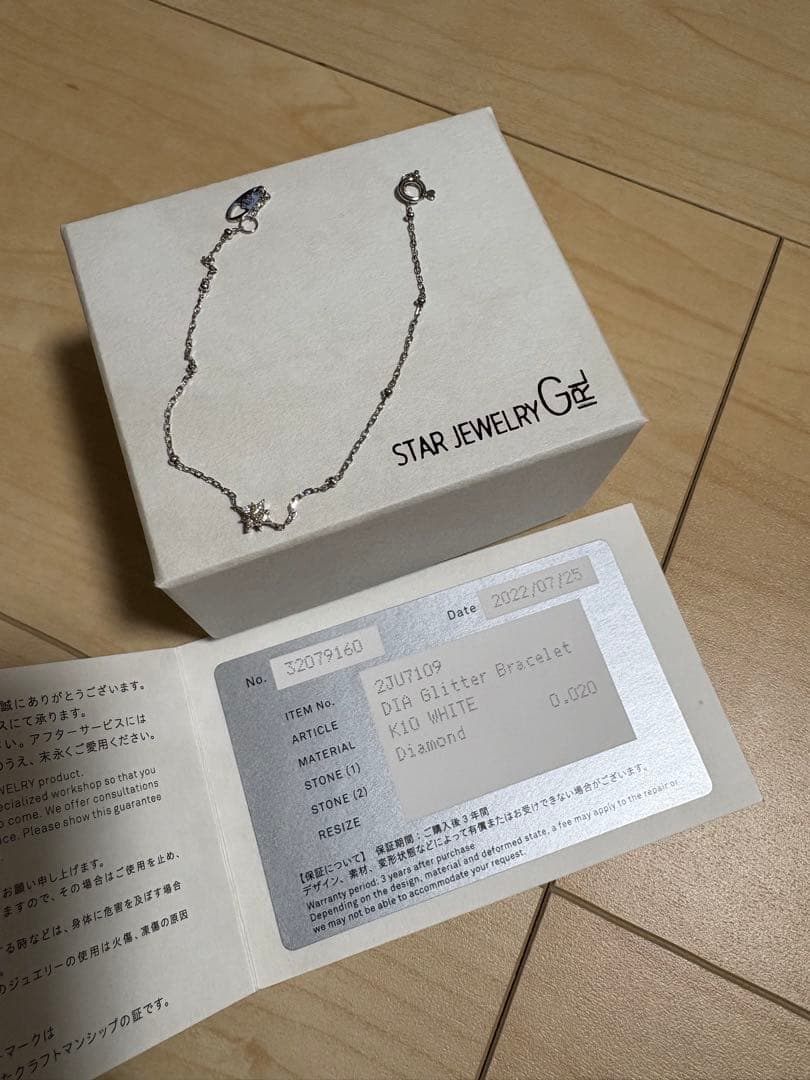 STAR JEWELRY GIRL
誠にありがとうございます。
スにて承ります。
い。アフターサービスには
うえ、末永くご愛用ください。
WELRY product.
ecialized workshop so that you
o come. We offer consultations
ice. Please show this guarantee
お願い申し上げます。
ますので、その場合はご使用を止め、
する時などは、身体に危害を及ぼす場合
のジュエリーの使用は火傷、凍傷の原因
マークは
たクラフトマンシップの証です。
No. 32079160 Date 2022/07/25
ITEM No. 2JU7109
ARTICLE DIA Glitter Bracelet
MATERIAL K10 WHITE
STONE (1) Diamond 0.020
STONE (2)
RESIZE
【保証について】 保証期間：ご購入後3年間
デザイン、素材、変形状態などによって有償またはお受けできない場合がございます。
Warranty period: 3 years after purchase
Depending on the design, material and deformed state, a fee may apply to the repair or
we may not be able to accommodate your request.